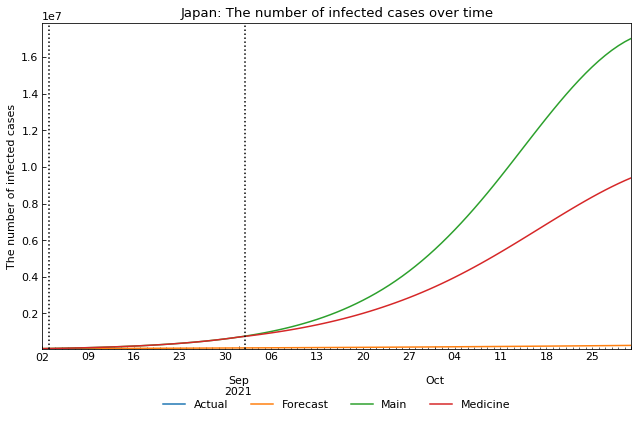 Japan: The number of infected cases over time
1e7
The number of infected cases
1.6
1.4
1.2
1.0
0.8
0.6
0.4
0.2
02 09 16 23 30 06 13 20 27 04 11 18 25
Sep Oct
2021
Actual Forecast Main Medicine